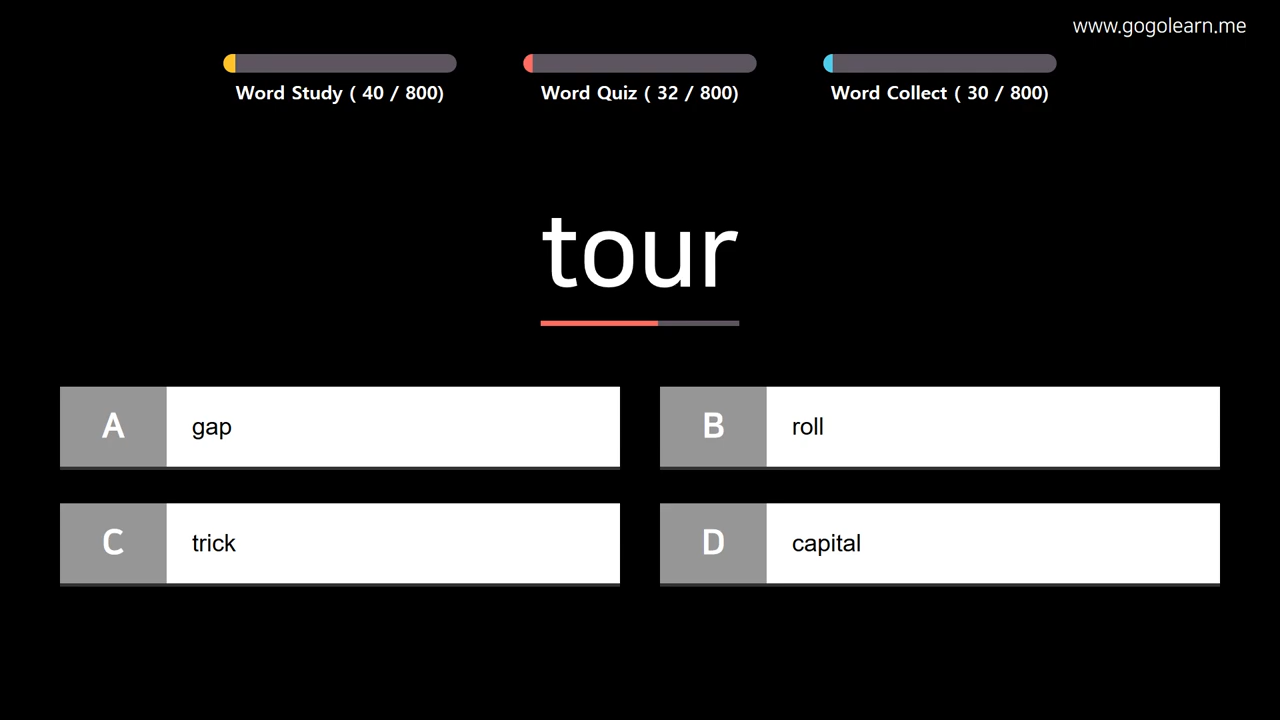 www.gogolearn.me
Word Study ( 40 / 800)
Word Quiz ( 32 / 800)
Word Collect ( 30 / 800)
tour
A gap
B roll
C trick
D capital